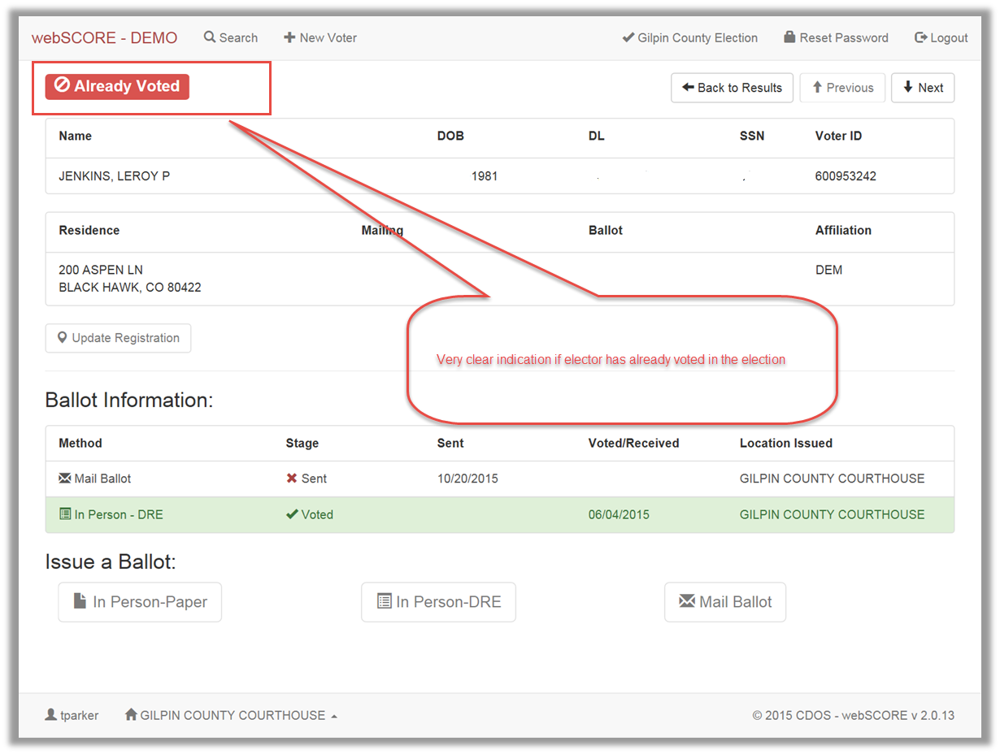 webSCORE - DEMO Search New Voter Gilpin County Election Reset Password Logout
Already Voted Back to Results Previous Next
Name DOB DL SSN Voter ID
JENKINS, LEROY P 1981 600953242
Residence Mailing Ballot Affiliation
200 ASPEN LN DEM
BLACK HAWK, CO 80422
Update Registration
Very clear indication if elector has already voted in the election
Ballot Information:
Method Stage Sent Voted/Received Location Issued
Mail Ballot Sent 10/20/2015 GILPIN COUNTY COURTHOUSE
In Person - DRE Voted 06/04/2015 GILPIN COUNTY COURTHOUSE
Issue a Ballot:
In Person-Paper In Person-DRE Mail Ballot
tparker GILPIN COUNTY COURTHOUSE © 2015 CDOS - webSCORE v 2.0.13